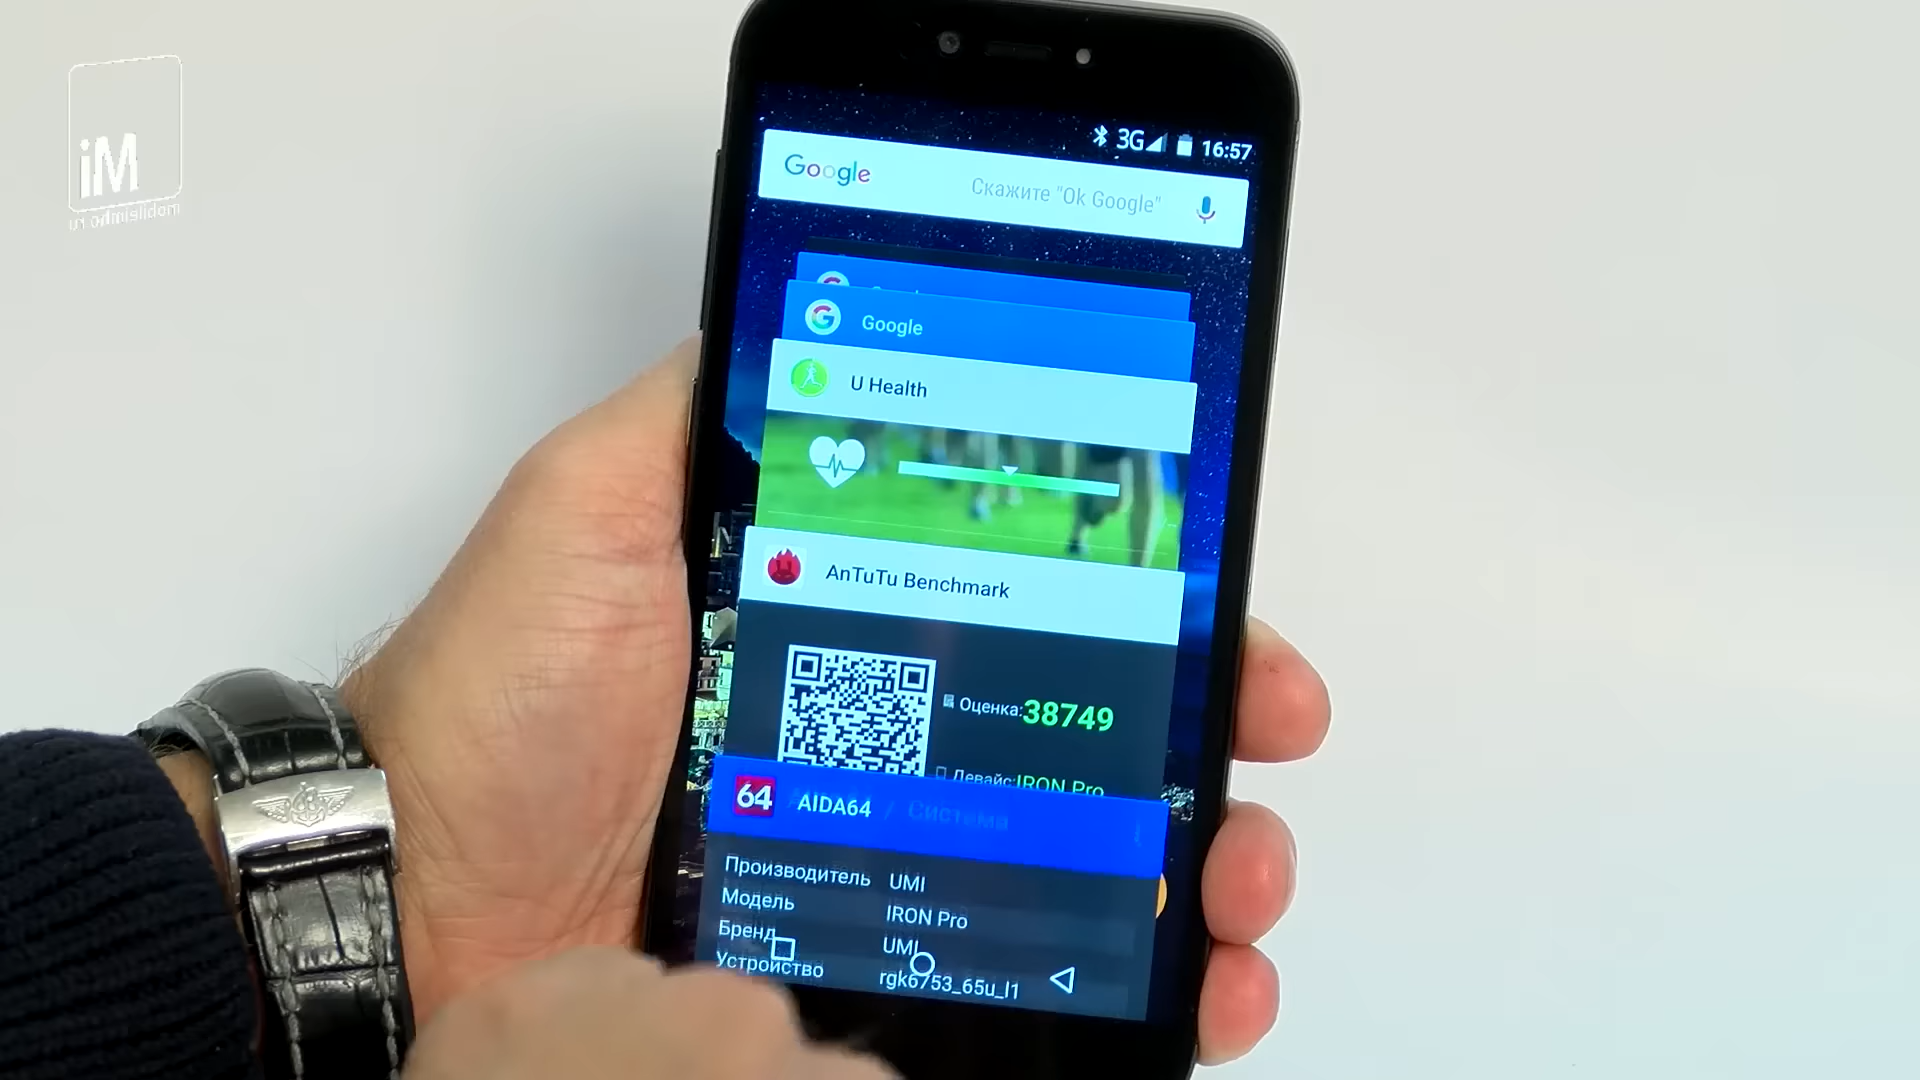 iM
mobileimho.ru
3G 16:57
Google Скажите "Ok Google"
Google
U Health
AnTuTu Benchmark
Оценка:38749
Девайс:IRON Pro
64 AIDA64 / Система
Производитель UMI
Модель IRON Pro
Бренд UMI
Устройство rgk6753_65u_l1